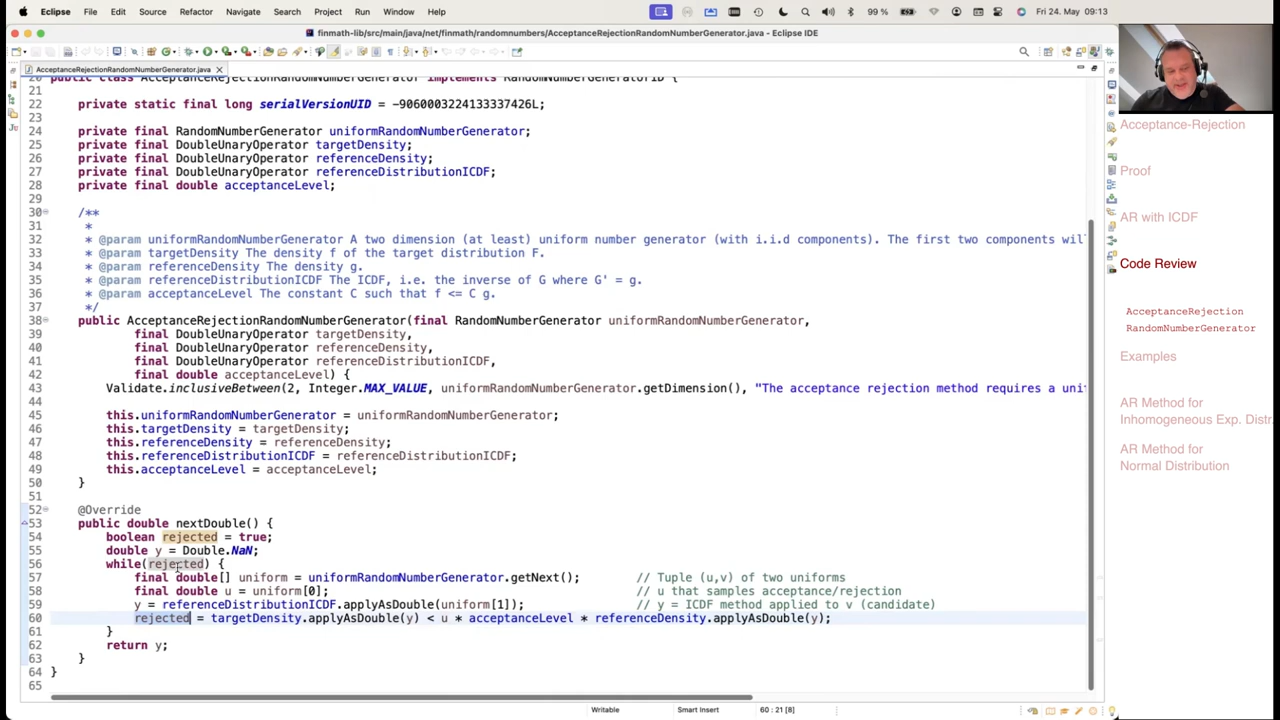 Eclipse File Edit Source Refactor Navigate Search Project Run Window Help 99 % Fri 24. May 09:13
finmath-lib/src/main/java/net/finmath/randomnumbers/AcceptanceRejectionRandomNumberGenerator.java - Eclipse IDE
AcceptanceRejectionRandomNumberGenerator.java
20 public class AcceptanceRejectionRandomNumberGenerator implements RandomNumberGenerator1D {
21
22 private static final long serialVersionUID = -9060003224133337426L;
23
24 private final RandomNumberGenerator uniformRandomNumberGenerator;
25 private final DoubleUnaryOperator targetDensity;
26 private final DoubleUnaryOperator referenceDensity;
27 private final DoubleUnaryOperator referenceDistributionICDF;
28 private final double acceptanceLevel;
29
30 /**
31 *
32 * @param uniformRandomNumberGenerator A two dimension (at least) uniform number generator (with i.i.d components). The first two components wil
33 * @param targetDensity The density f of the target distribution F.
34 * @param referenceDensity The density g.
35 * @param referenceDistributionICDF The ICDF, i.e. the inverse of G where G' = g.
36 * @param acceptanceLevel The constant C such that f <= C g.
37 */
38 public AcceptanceRejectionRandomNumberGenerator(final RandomNumberGenerator uniformRandomNumberGenerator,
39 final DoubleUnaryOperator targetDensity,
40 final DoubleUnaryOperator referenceDensity,
41 final DoubleUnaryOperator referenceDistributionICDF,
42 final double acceptanceLevel) {
43 Validate.inclusiveBetween(2, Integer.MAX_VALUE, uniformRandomNumberGenerator.getDimension(), "The acceptance rejection method requires a uni
44
45 this.uniformRandomNumberGenerator = uniformRandomNumberGenerator;
46 this.targetDensity = targetDensity;
47 this.referenceDensity = referenceDensity;
48 this.referenceDistributionICDF = referenceDistributionICDF;
49 this.acceptanceLevel = acceptanceLevel;
50 }
51
52 @Override
53 public double nextDouble() {
54 boolean rejected = true;
55 double y = Double.NaN;
56 while(rejected) {
57 final double[] uniform = uniformRandomNumberGenerator.getNext(); // Tuple (u,v) of two uniforms
58 final double u = uniform[0]; // u that samples acceptance/rejection
59 y = referenceDistributionICDF.applyAsDouble(uniform[1]); // y = ICDF method applied to v (candidate)
60 rejected = targetDensity.applyAsDouble(y) < u * acceptanceLevel * referenceDensity.applyAsDouble(y);
61 }
62 return y;
63 }
64 }
65
Writable Smart Insert 60 : 21 [8]
Acceptance-Rejection
Proof
AR with ICDF
Code Review
AcceptanceRejection
RandomNumberGenerator
Examples
AR Method for
Inhomogeneous Exp. Distr.
AR Method for
Normal Distribution